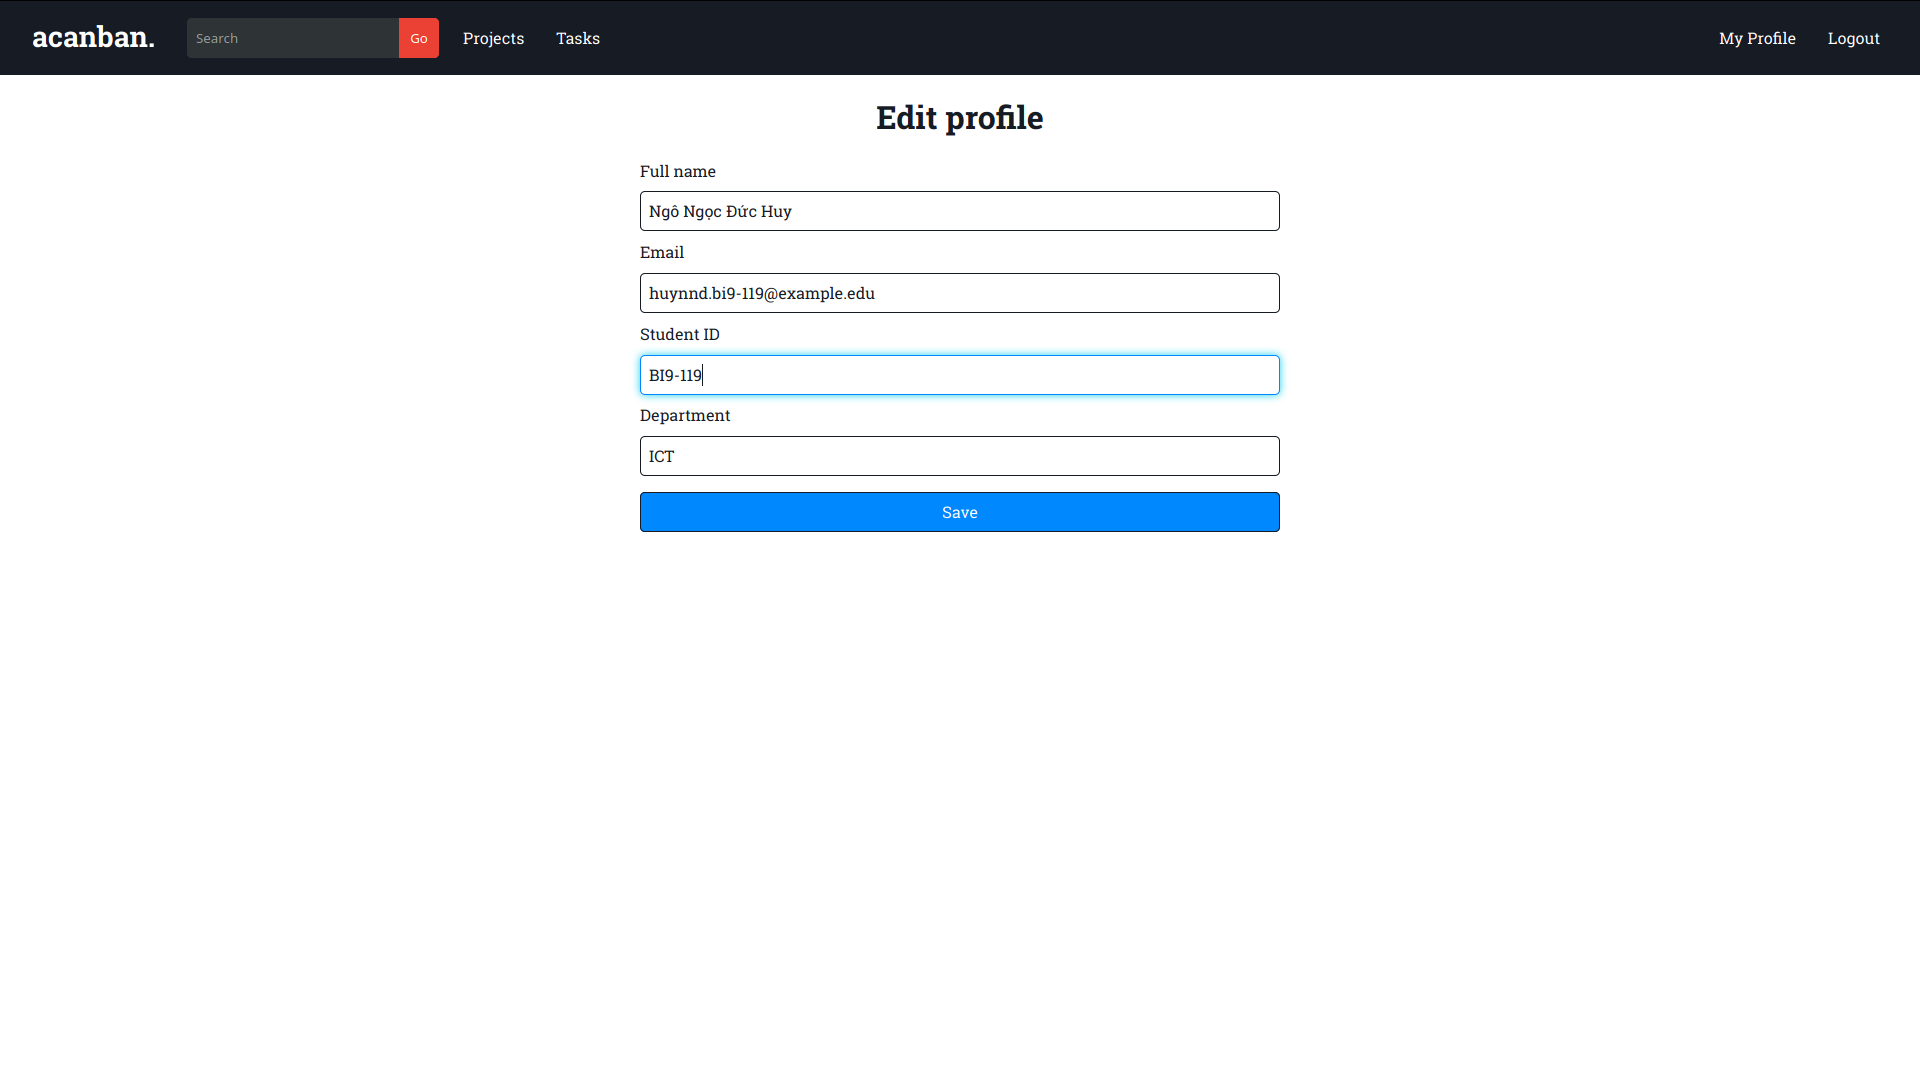 acanban.
Search
Go
Projects
Tasks
My Profile
Logout
Edit profile
Full name
Ngô Ngọc Đức Huy
Email
huynnd.bi9-119@example.edu
Student ID
BI9-119
Department
ICT
Save